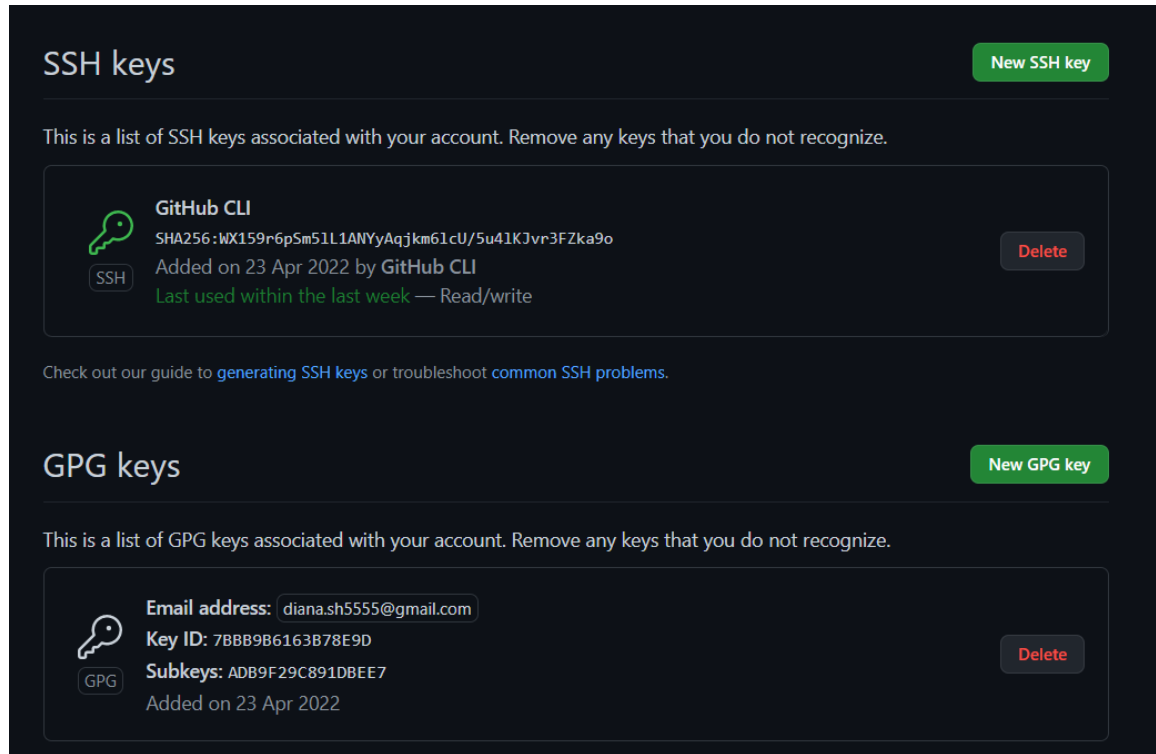 SSH keys
New SSH key
This is a list of SSH keys associated with your account. Remove any keys that you do not recognize.
GitHub CLI
SHA256:WX159r6pSm5lL1ANYyAqjkm6lcU/5u4lKJvr3FZka9o
SSH
Added on 23 Apr 2022 by GitHub CLI
Last used within the last week — Read/write
Delete
Check out our guide to generating SSH keys or troubleshoot common SSH problems.
GPG keys
New GPG key
This is a list of GPG keys associated with your account. Remove any keys that you do not recognize.
Email address: diana.sh5555@gmail.com
Key ID: 7BBB9B6163B78E9D
GPG
Subkeys: ADB9F29C891DBEE7
Added on 23 Apr 2022
Delete